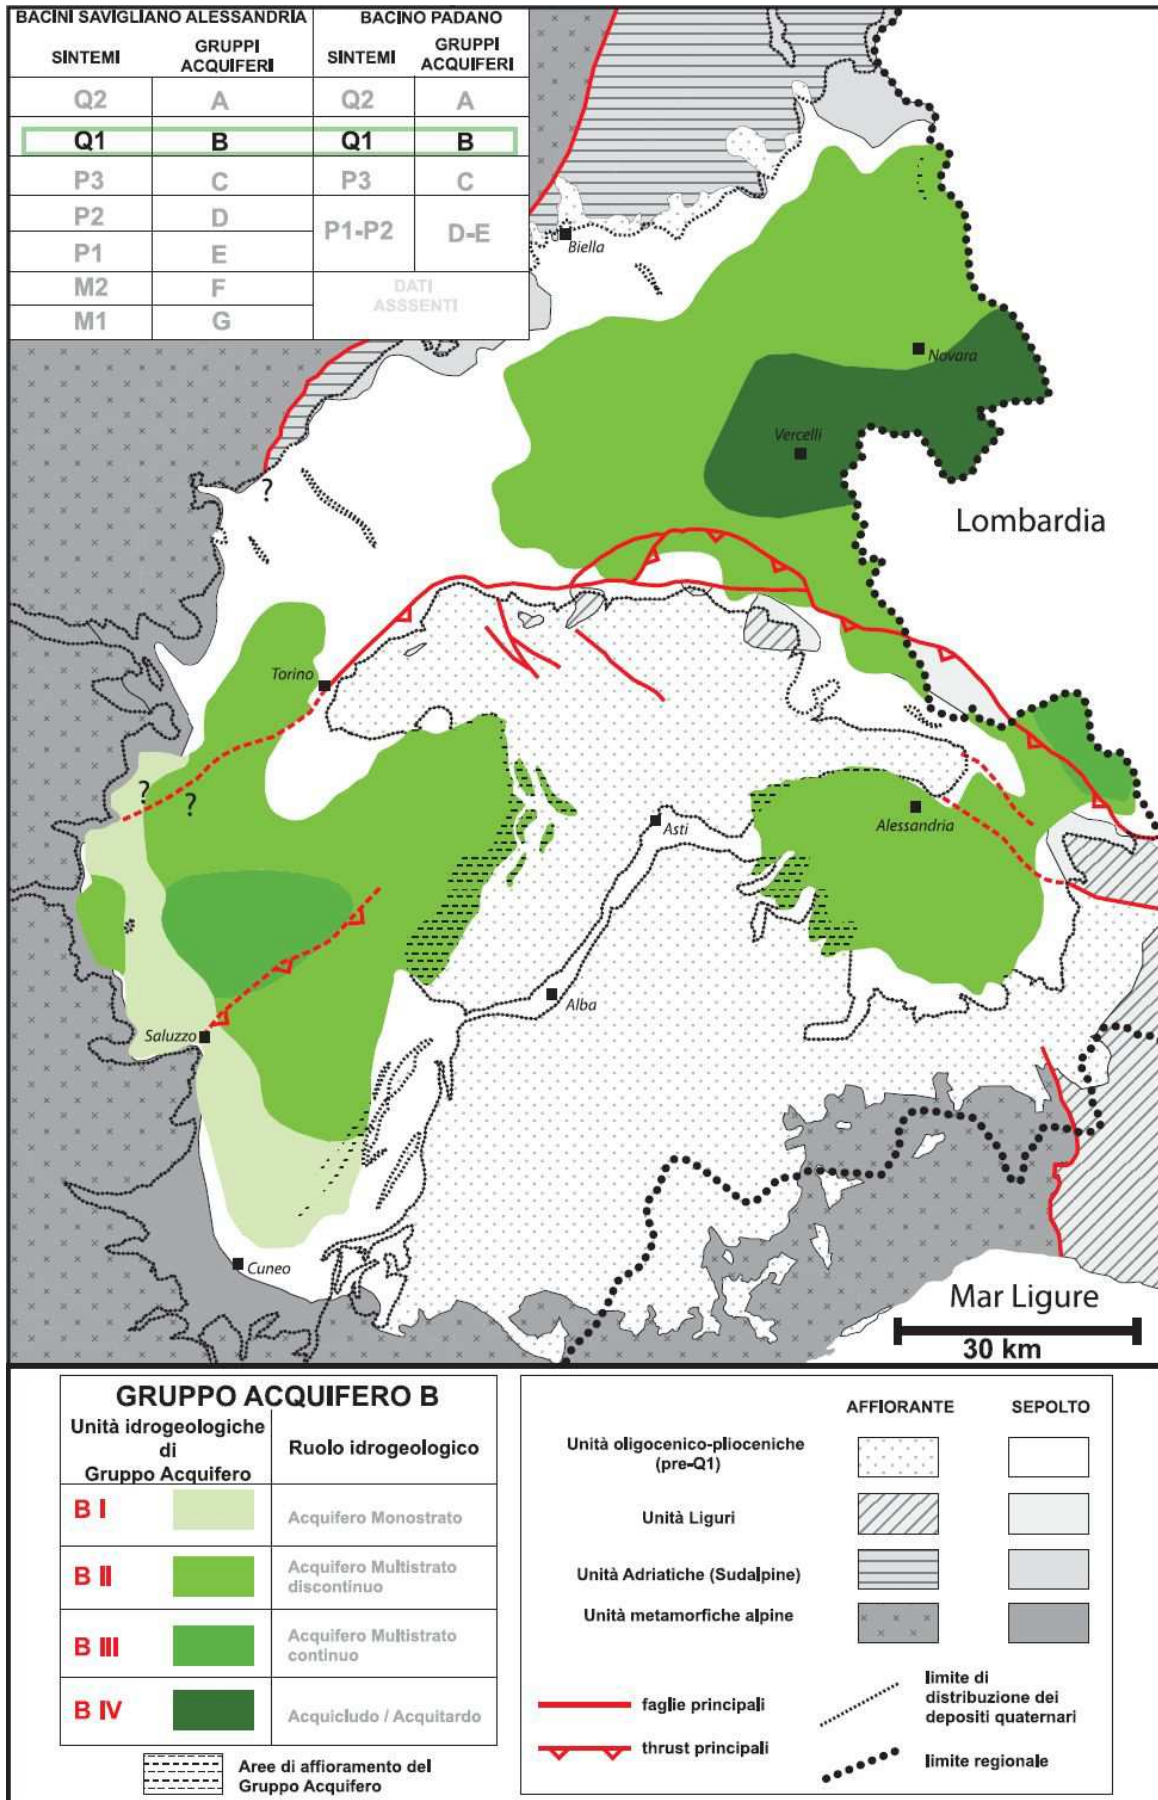 BACINI SAVIGLIANO ALESSANDRIA
BACINO PADANO
SINTEMI
GRUPPI
ACQUIFERI
SINTEMI
GRUPPI
ACQUIFERI
Q2 A Q2 A
Q1 B Q1 B
P3 C P3 C
P2 D
P1-P2 D-E
P1 E
M2 F
DATI
ASSSENTI
M1 G
Biella
Novara
Vercelli
?
Lombardia
Torino
?
?
Alessandria
Asti
Alba
Saluzzo
Cuneo
Mar Ligure
30 km
GRUPPO ACQUIFERO B
Unità idrogeologiche
di
Gruppo Acquifero
Ruolo idrogeologico
B I
Acquifero Monostrato
B II
Acquifero Multistrato
discontinuo
B III
Acquifero Multistrato
continuo
B IV
Acquicludo / Acquitardo
Aree di affioramento del
Gruppo Acquifero
AFFIORANTE SEPOLTO
Unità oligocenico-plioceniche
(pre-Q1)
Unità Liguri
Unità Adriatiche (Sudalpine)
Unità metamorfiche alpine
faglie principali
thrust principali
limite di
distribuzione dei
depositi quaternari
limite regionale